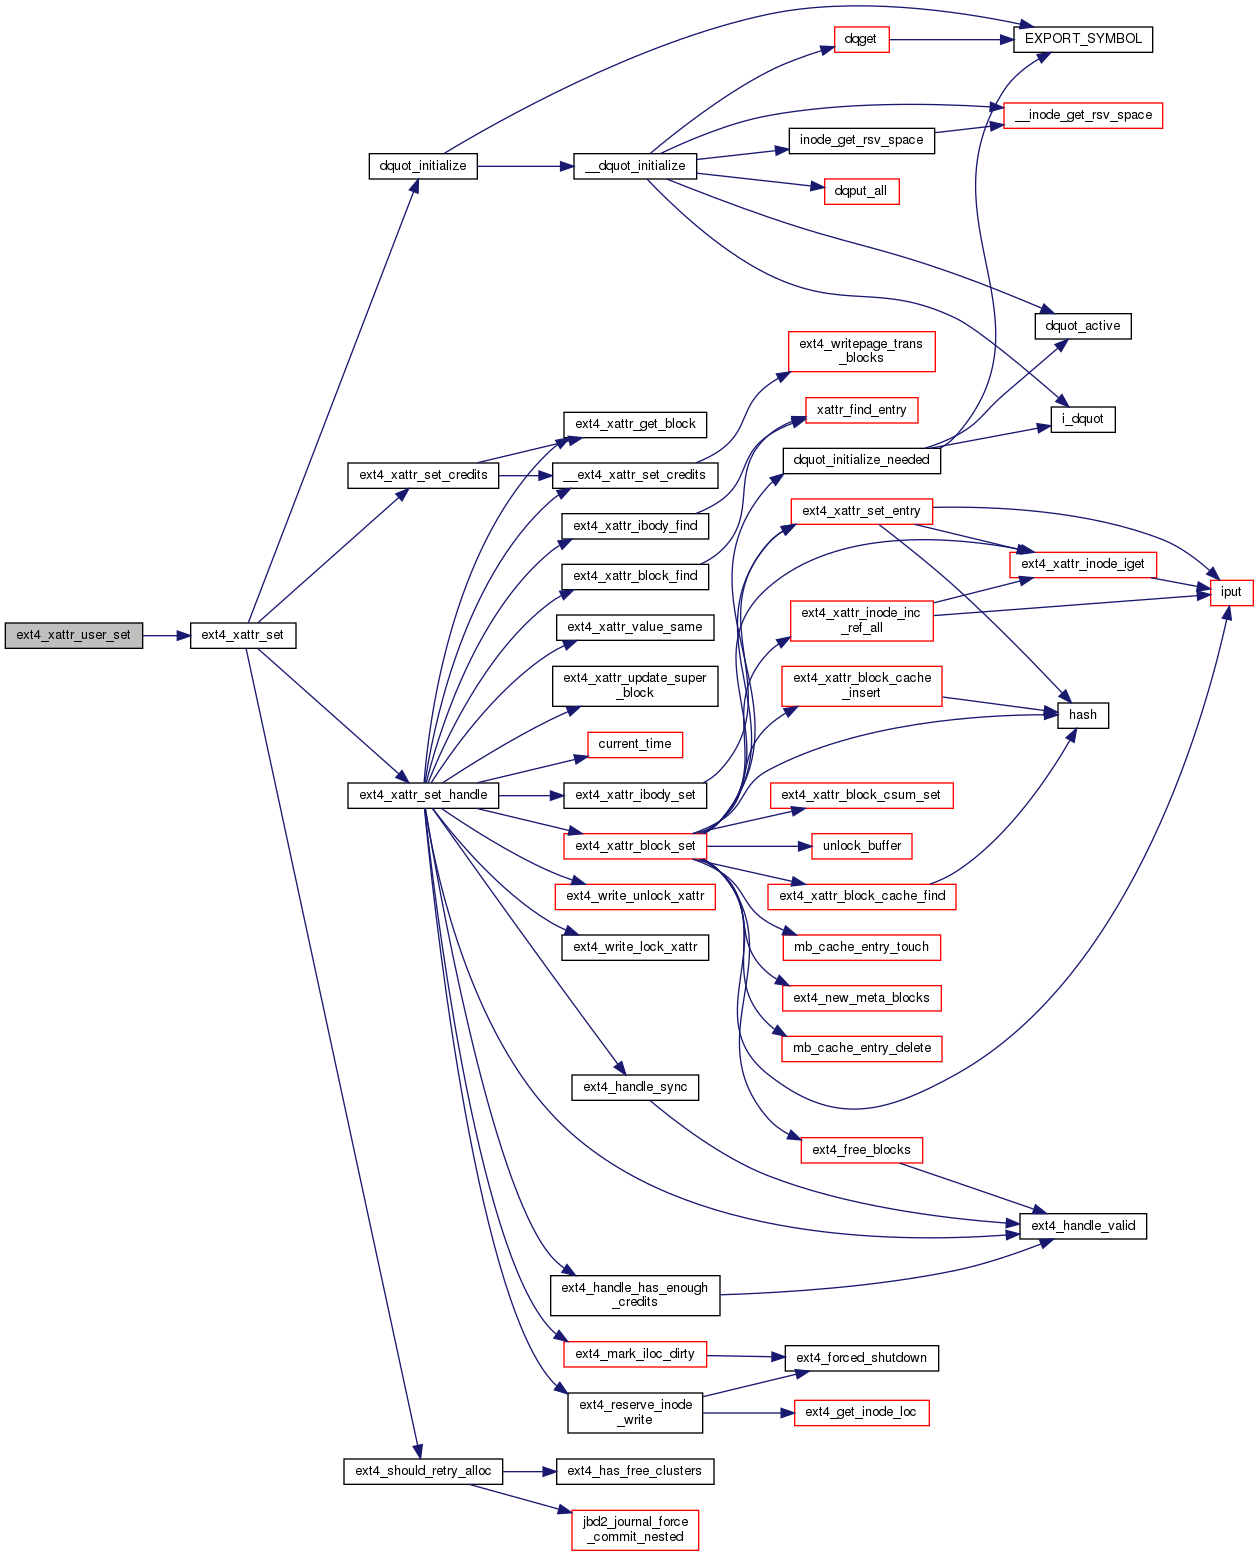 dqget
EXPORT_SYMBOL
__inode_get_rsv_space
inode_get_rsv_space
dquot_initialize
__dquot_initialize
dqput_all
dquot_active
ext4_writepage_trans
_blocks
xattr_find_entry
i_dquot
ext4_xattr_get_block
dquot_initialize_needed
ext4_xattr_set_credits
__ext4_xattr_set_credits
ext4_xattr_set_entry
ext4_xattr_ibody_find
ext4_xattr_inode_iget
ext4_xattr_block_find
iput
ext4_xattr_inode_inc
_ref_all
ext4_xattr_user_set
ext4_xattr_set
ext4_xattr_value_same
ext4_xattr_update_super
_block
ext4_xattr_block_cache
_insert
hash
current_time
ext4_xattr_set_handle
ext4_xattr_ibody_set
ext4_xattr_block_csum_set
ext4_xattr_block_set
unlock_buffer
ext4_write_unlock_xattr
ext4_xattr_block_cache_find
ext4_write_lock_xattr
mb_cache_entry_touch
ext4_new_meta_blocks
mb_cache_entry_delete
ext4_handle_sync
ext4_free_blocks
ext4_handle_valid
ext4_handle_has_enough
_credits
ext4_mark_iloc_dirty
ext4_forced_shutdown
ext4_reserve_inode
_write
ext4_get_inode_loc
ext4_should_retry_alloc
ext4_has_free_clusters
jbd2_journal_force
_commit_nested